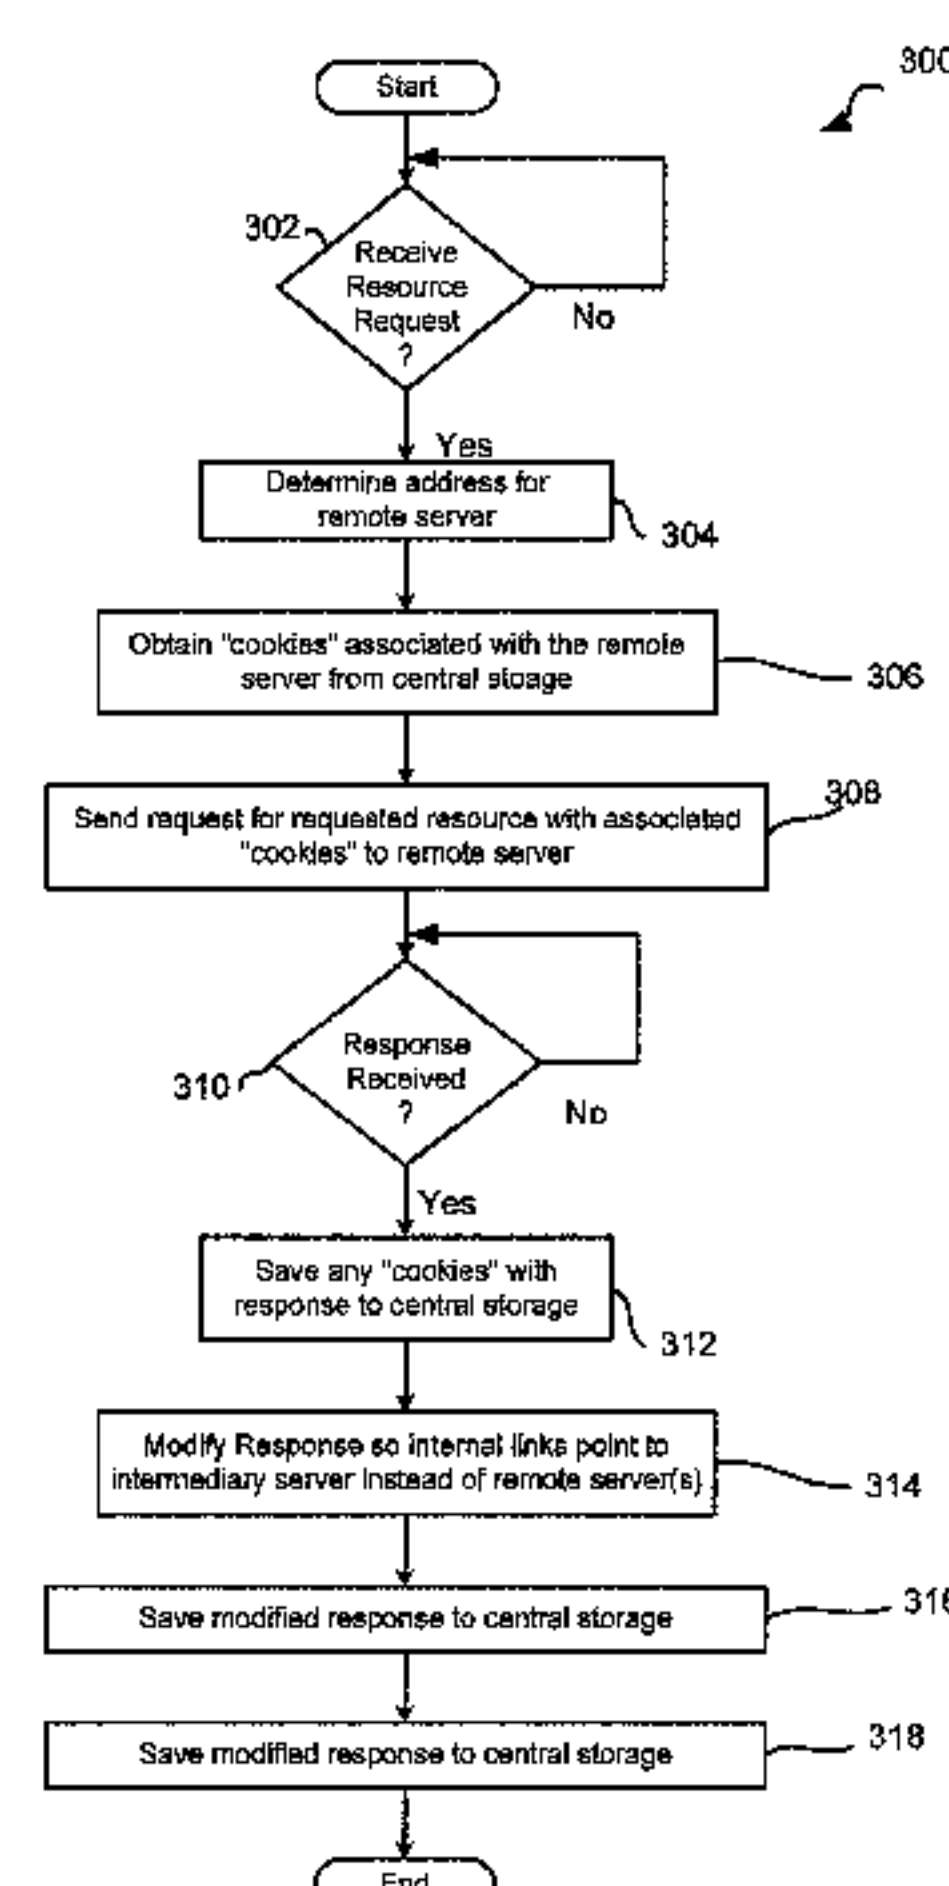 300
Start
302
Receive
Resource
Request
?
No
Yes
Determine address for
remote server
304
Obtain "cookies" associated with the remote
server from central stoage
306
308
Send request for requested resource with associated
"cookies" to remote server
Response
Received
?
310
No
Yes
Save any "cookies" with
response to central storage
312
Modify Response so internal links point to
intermediary server instead of remote server(s)
314
316
Save modified response to central storage
318
Save modified response to central storage
End